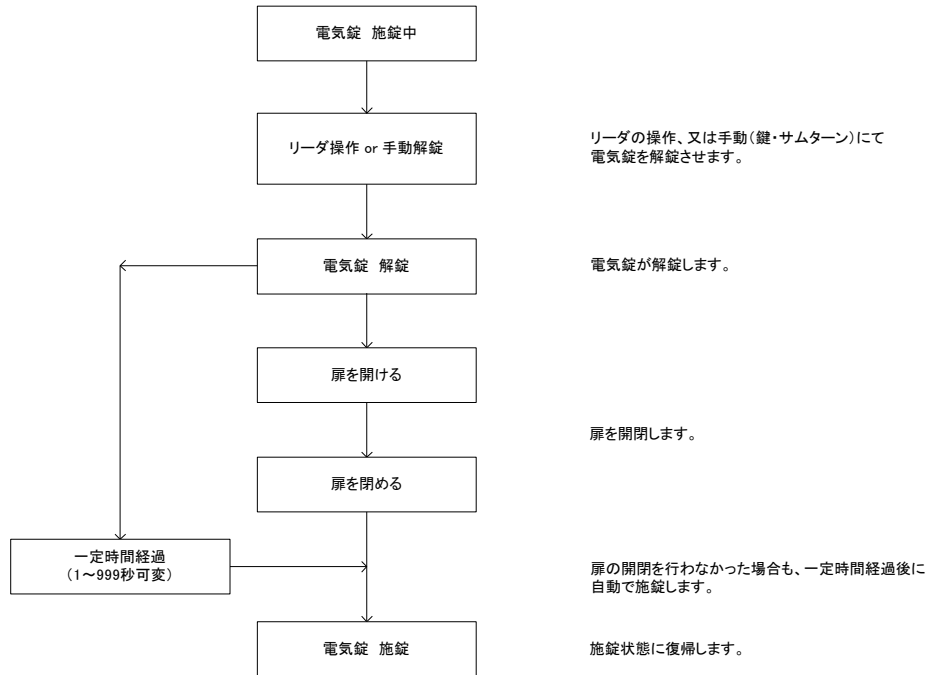 電気錠 施錠中
リーダ操作 or 手動解錠
リーダの操作、又は手動(鍵・サムターン)にて
電気錠を解錠させます。
電気錠 解錠
電気錠が解錠します。
扉を開ける
扉を開閉します。
扉を閉める
一定時間経過
(1～999秒可変)
扉の開閉を行わなかった場合も、一定時間経過後に
自動で施錠します。
電気錠 施錠
施錠状態に復帰します。